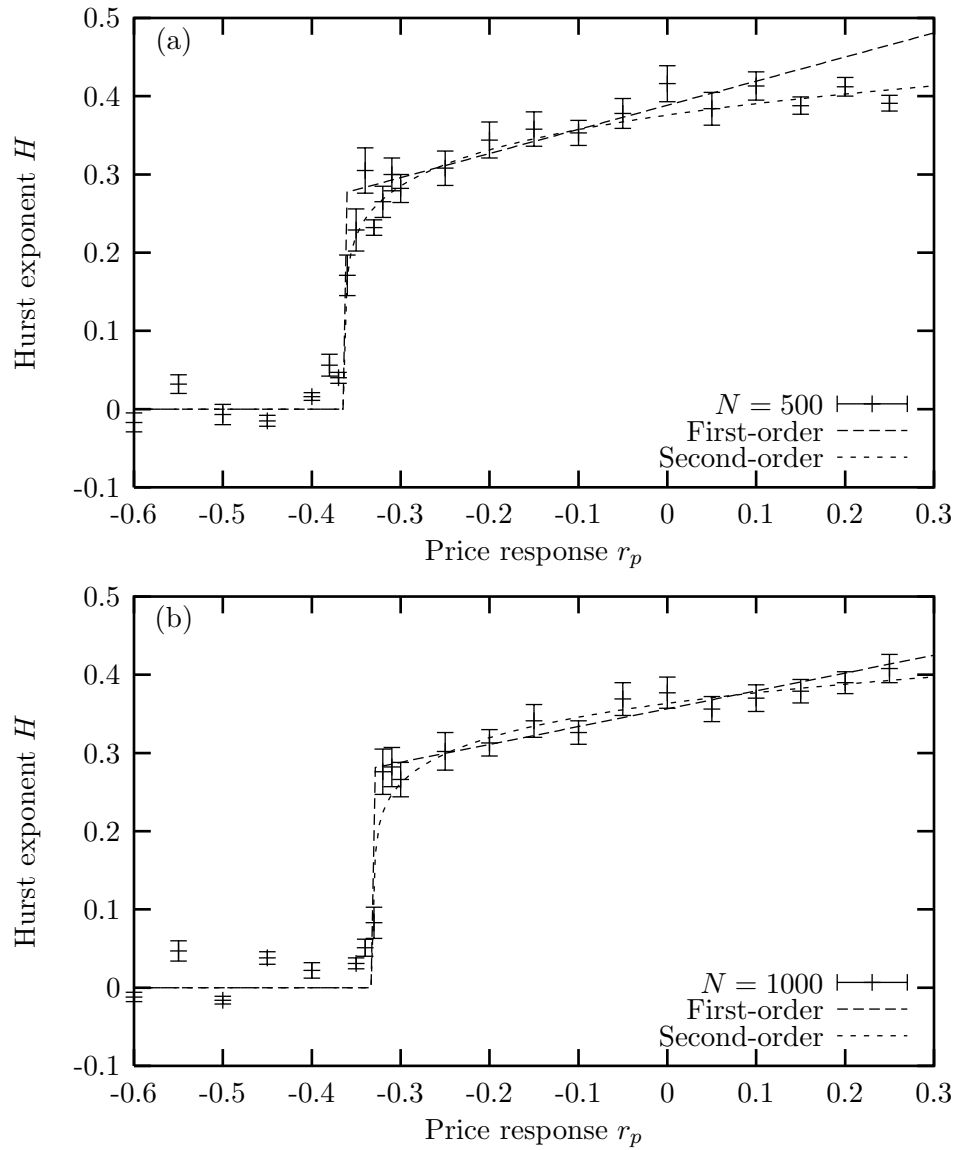 (a)
0.5
0.4
0.3
0.2
0.1
0
-0.1
Hurst exponent H
N = 500
First-order
Second-order
-0.6 -0.5 -0.4 -0.3 -0.2 -0.1 0 0.1 0.2 0.3
Price response r_p
(b)
0.5
0.4
0.3
0.2
0.1
0
-0.1
Hurst exponent H
N = 1000
First-order
Second-order
-0.6 -0.5 -0.4 -0.3 -0.2 -0.1 0 0.1 0.2 0.3
Price response r_p